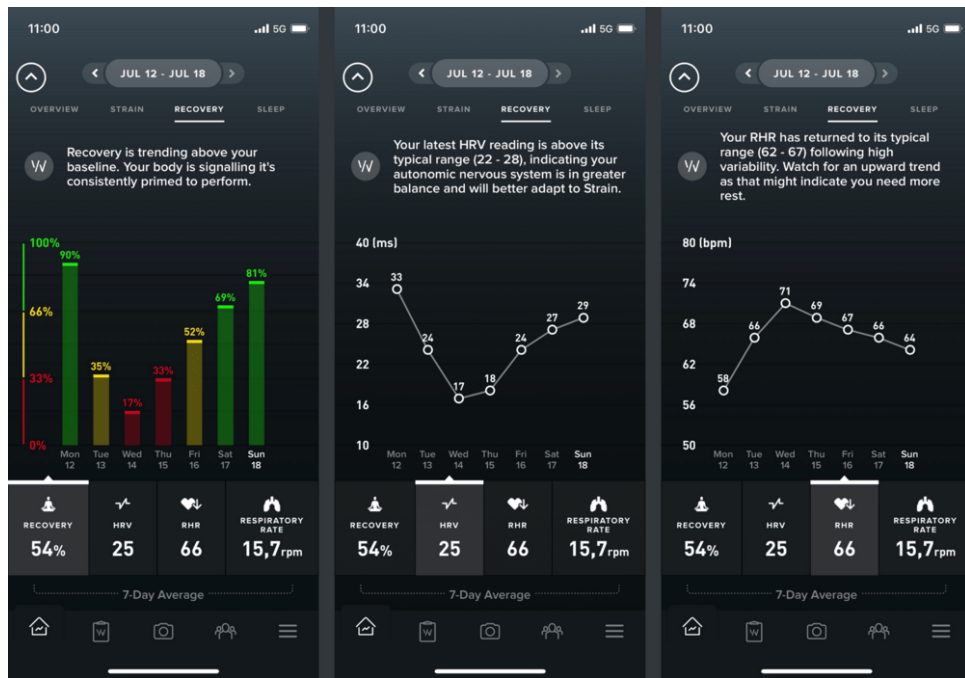 11:00
5G
JUL 12 - JUL 18
OVERVIEW STRAIN RECOVERY SLEEP
W
Recovery is trending above your
baseline. Your body is signalling it's
consistently primed to perform.
100%
90%
81%
69%
66%
52%
35%
33%
33%
17%
0%
Mon Tue Wed Thu Fri Sat Sun
12 13 14 15 16 17 18
RECOVERY HRV RHR RESPIRATORY
RATE
54% 25 66 15,7rpm
7-Day Average
W
11:00
5G
JUL 12 - JUL 18
OVERVIEW STRAIN RECOVERY SLEEP
W
Your latest HRV reading is above its
typical range (22 - 28), indicating your
autonomic nervous system is in greater
balance and will better adapt to Strain.
40 (ms)
34
28
22
16
10
33 24 17 18 24 27 29
Mon Tue Wed Thu Fri Sat Sun
12 13 14 15 16 17 18
RECOVERY HRV RHR RESPIRATORY
RATE
54% 25 66 15,7rpm
7-Day Average
W
11:00
5G
JUL 12 - JUL 18
OVERVIEW STRAIN RECOVERY SLEEP
W
Your RHR has returned to its typical
range (62 - 67) following high
variability. Watch for an upward trend
as that might indicate you need more
rest.
80 (bpm)
74
68
62
56
50
58 66 71 69 67 66 64
Mon Tue Wed Thu Fri Sat Sun
12 13 14 15 16 17 18
RECOVERY HRV RHR RESPIRATORY
RATE
54% 25 66 15,7rpm
7-Day Average
W